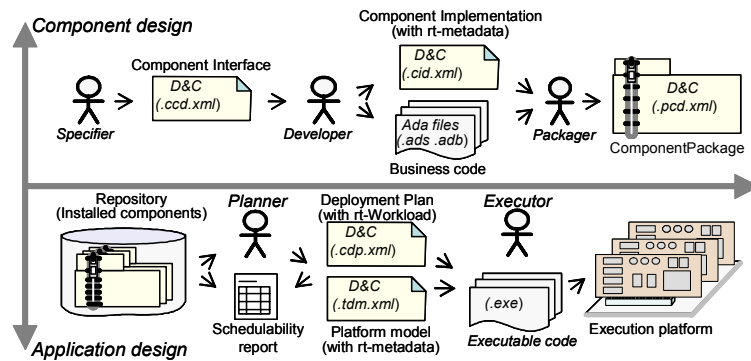 Component design
Component Implementation
(with rt-metadata)
Component Interface
D&C
(.ccd.xml)
D&C
(.cid.xml)
D&C
(.pcd.xml)
Specifier
Developer
Ada files
(.ads .adb)
Business code
Packager
ComponentPackage
Repository
(Installed components)
Planner
Deployment Plan
(with rt-Workload)
Executor
D&C
(.cdp.xml)
D&C
(.tdm.xml)
(.exe)
Schedulability
report
Platform model
(with rt-metadata)
Executable code
Execution platform
Application design